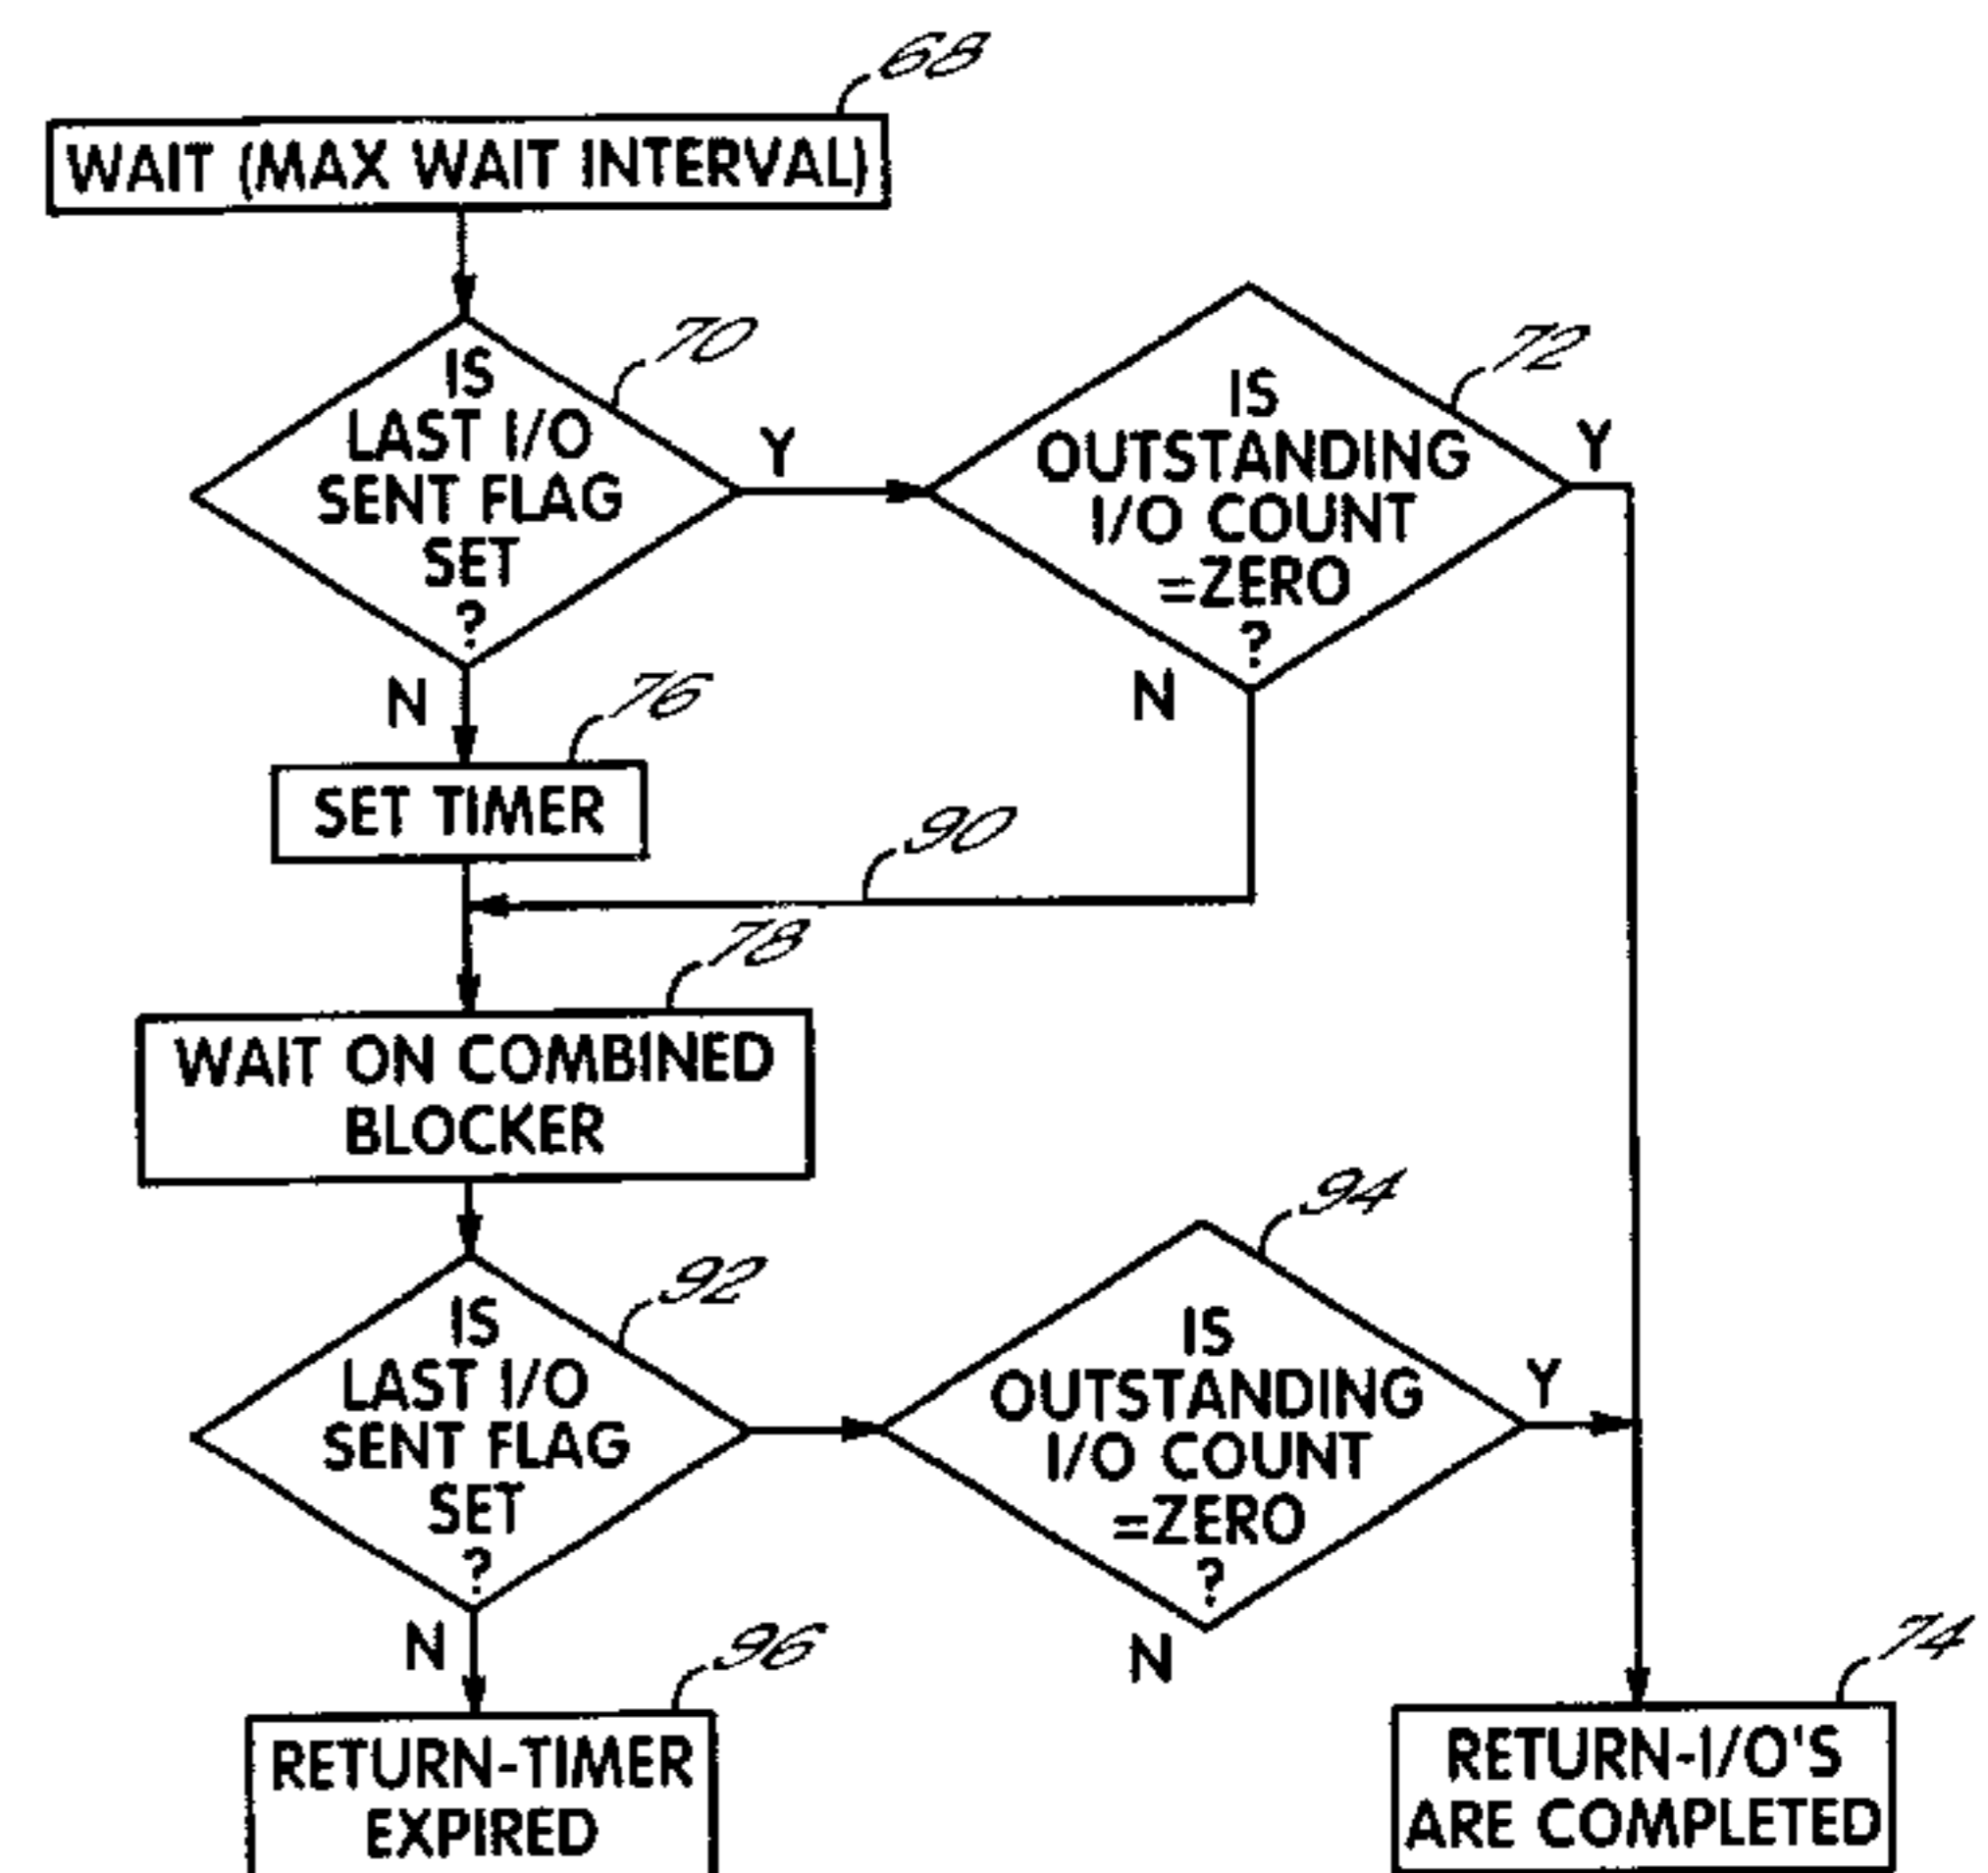 68
WAIT (MAX WAIT INTERVAL)
70
IS
LAST I/O
SENT FLAG
SET
?
Y
N
72
IS
OUTSTANDING
I/O COUNT
=ZERO
?
Y
N
76
SET TIMER
90
78
WAIT ON COMBINED
BLOCKER
92
IS
LAST I/O
SENT FLAG
SET
?
N
94
IS
OUTSTANDING
I/O COUNT
=ZERO
?
Y
N
96
RETURN-TIMER
EXPIRED
74
RETURN-I/O'S
ARE COMPLETED